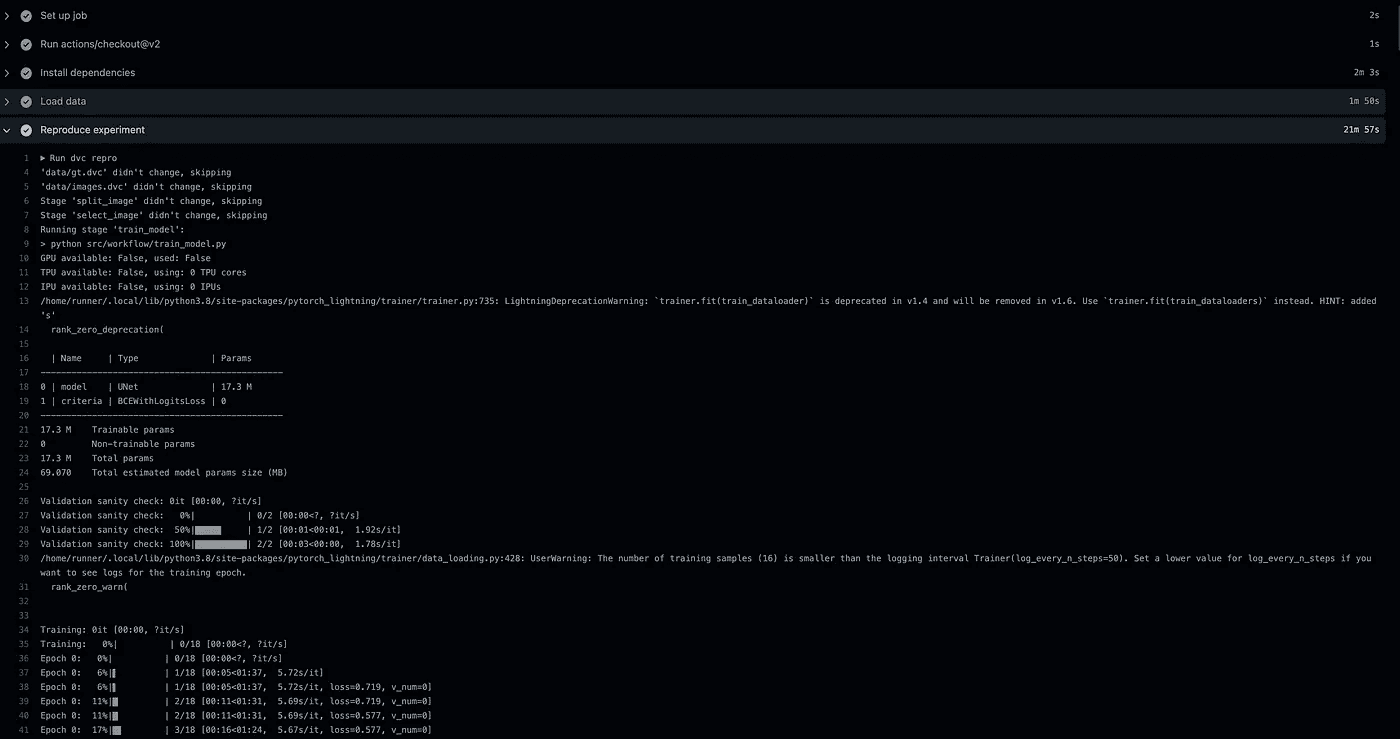 Set up job 2s
Run actions/checkout@v2 1s
Install dependencies 2m 3s
Load data 1m 50s
Reproduce experiment 21m 57s
1 ▶ Run dvc repro
4 'data/gt.dvc' didn't change, skipping
5 'data/images.dvc' didn't change, skipping
6 Stage 'split_image' didn't change, skipping
7 Stage 'select_image' didn't change, skipping
8 Running stage 'train_model':
9 > python src/workflow/train_model.py
10 GPU available: False, used: False
11 TPU available: False, using: 0 TPU cores
12 IPU available: False, using: 0 IPUs
13 /home/runner/.local/lib/python3.8/site-packages/pytorch_lightning/trainer/trainer.py:735: LightningDeprecationWarning: `trainer.fit(train_dataloader)` is deprecated in v1.4 and will be removed in v1.6. Use `trainer.fit(train_dataloaders)` instead. HINT: added
's'
14 rank_zero_deprecation(
15
16 | Name | Type | Params
17 -----------------------------------------------
18 0 | model | UNet | 17.3 M
19 1 | criteria | BCEWithLogitsLoss | 0
20 -----------------------------------------------
21 17.3 M Trainable params
22 0 Non-trainable params
23 17.3 M Total params
24 69.070 Total estimated model params size (MB)
25
26 Validation sanity check: 0it [00:00, ?it/s]
27 Validation sanity check: 0%| | 0/2 [00:00<?, ?it/s]
28 Validation sanity check: 50%|█████ | 1/2 [00:01<00:01, 1.92s/it]
29 Validation sanity check: 100%|██████████| 2/2 [00:03<00:00, 1.78s/it]
30 /home/runner/.local/lib/python3.8/site-packages/pytorch_lightning/trainer/data_loading.py:428: UserWarning: The number of training samples (16) is smaller than the logging interval Trainer(log_every_n_steps=50). Set a lower value for log_every_n_steps if you
want to see logs for the training epoch.
31 rank_zero_warn(
32
33
34 Training: 0it [00:00, ?it/s]
35 Training: 0%| | 0/18 [00:00<?, ?it/s]
36 Epoch 0: 0%| | 0/18 [00:00<?, ?it/s]
37 Epoch 0: 6%|▌ | 1/18 [00:05<01:37, 5.72s/it]
38 Epoch 0: 6%|▌ | 1/18 [00:05<01:37, 5.72s/it, loss=0.719, v_num=0]
39 Epoch 0: 11%|█ | 2/18 [00:11<01:31, 5.69s/it, loss=0.719, v_num=0]
40 Epoch 0: 11%|█ | 2/18 [00:11<01:31, 5.69s/it, loss=0.577, v_num=0]
41 Epoch 0: 17%|█▋ | 3/18 [00:16<01:24, 5.67s/it, loss=0.577, v_num=0]